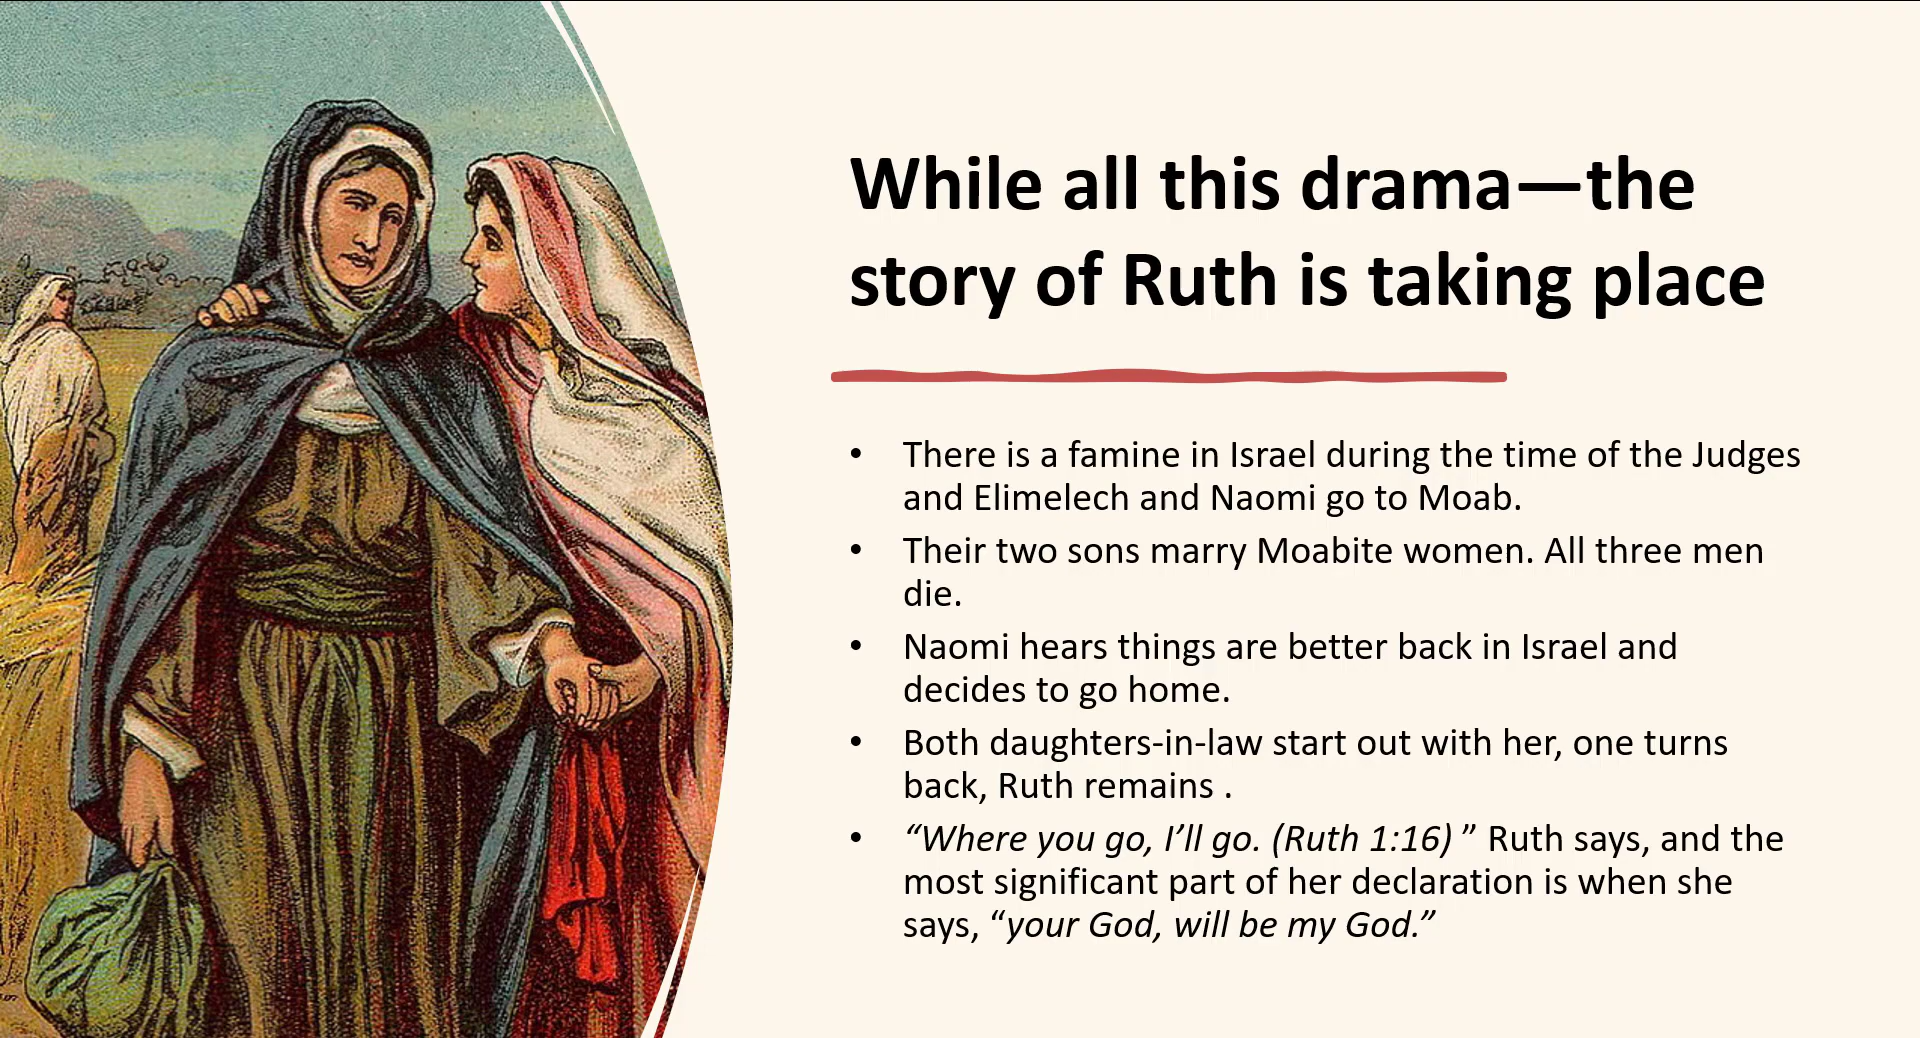 While all this drama—the
story of Ruth is taking place
• There is a famine in Israel during the time of the Judges
and Elimelech and Naomi go to Moab.
• Their two sons marry Moabite women. All three men
die.
• Naomi hears things are better back in Israel and
decides to go home.
• Both daughters-in-law start out with her, one turns
back, Ruth remains .
• “Where you go, I’ll go. (Ruth 1:16) ” Ruth says, and the
most significant part of her declaration is when she
says, “your God, will be my God.”